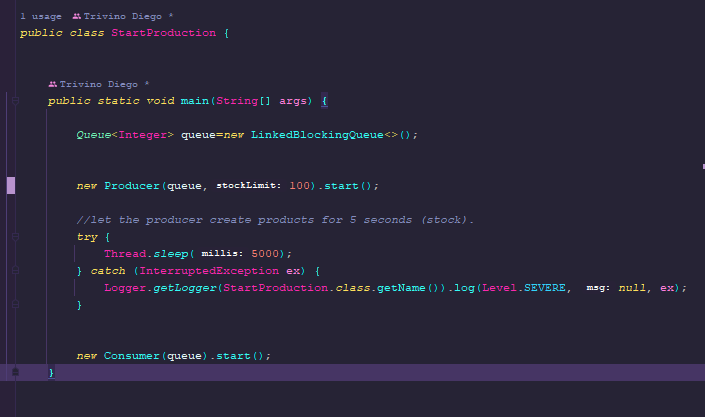 1 usage Trivino Diego *
public class StartProduction {
Trivino Diego *
public static void main(String[] args) {
Queue<Integer> queue=new LinkedBlockingQueue<>();
new Producer(queue, stockLimit: 100).start();
//let the producer create products for 5 seconds (stock).
try {
Thread.sleep( millis: 5000);
} catch (InterruptedException ex) {
Logger.getLogger(StartProduction.class.getName()).log(Level.SEVERE, msg: null, ex);
}
new Consumer(queue).start();
}